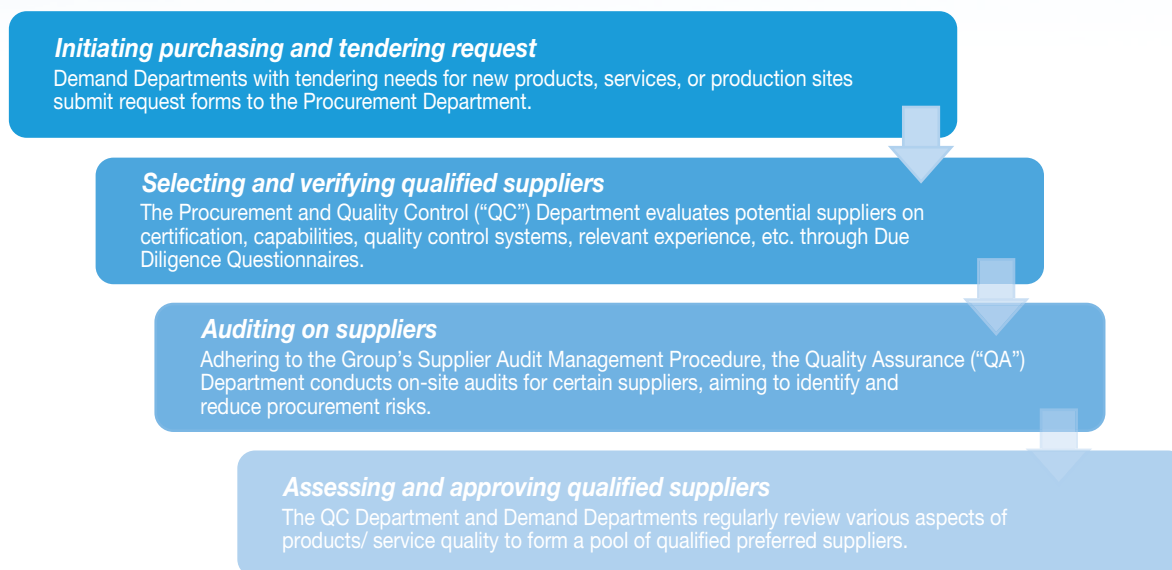 Initiating purchasing and tendering request
Demand Departments with tendering needs for new products, services, or production sites
submit request forms to the Procurement Department.
Selecting and verifying qualified suppliers
The Procurement and Quality Control (“QC”) Department evaluates potential suppliers on
certification, capabilities, quality control systems, relevant experience, etc. through Due
Diligence Questionnaires.
Auditing on suppliers
Adhering to the Group’s Supplier Audit Management Procedure, the Quality Assurance (“QA”)
Department conducts on-site audits for certain suppliers, aiming to identify and
reduce procurement risks.
Assessing and approving qualified suppliers
The QC Department and Demand Departments regularly review various aspects of
products/ service quality to form a pool of qualified preferred suppliers.